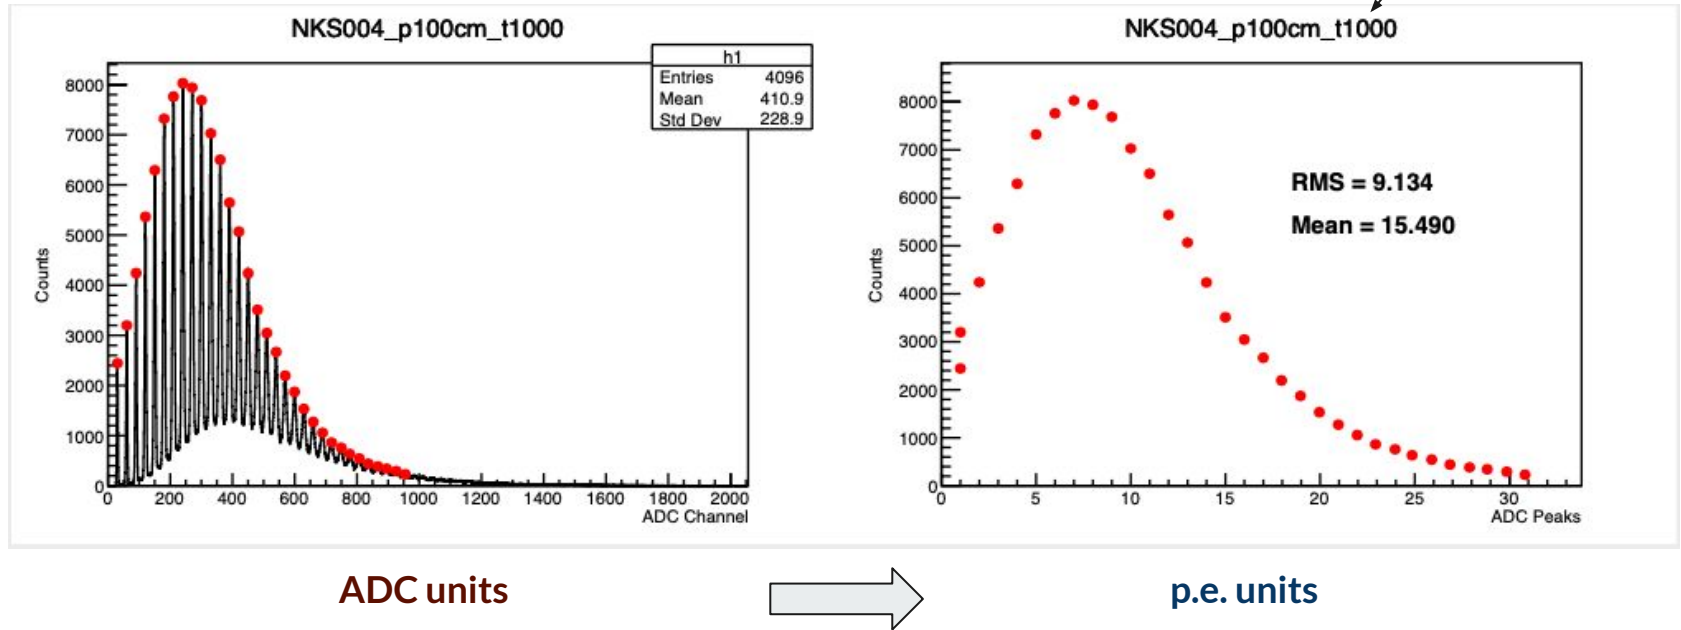 NKS004_p100cm_t1000
h1
Entries 4096
Mean 410.9
Std Dev 228.9
8000
7000
6000
5000
4000
3000
2000
1000
0
Counts
0 200 400 600 800 1000 1200 1400 1600 1800 2000
ADC Channel
NKS004_p100cm_t1000
8000
7000
6000
5000
4000
3000
2000
1000
0
Counts
RMS = 9.134
Mean = 15.490
0 5 10 15 20 25 30
ADC Peaks
ADC units
p.e. units